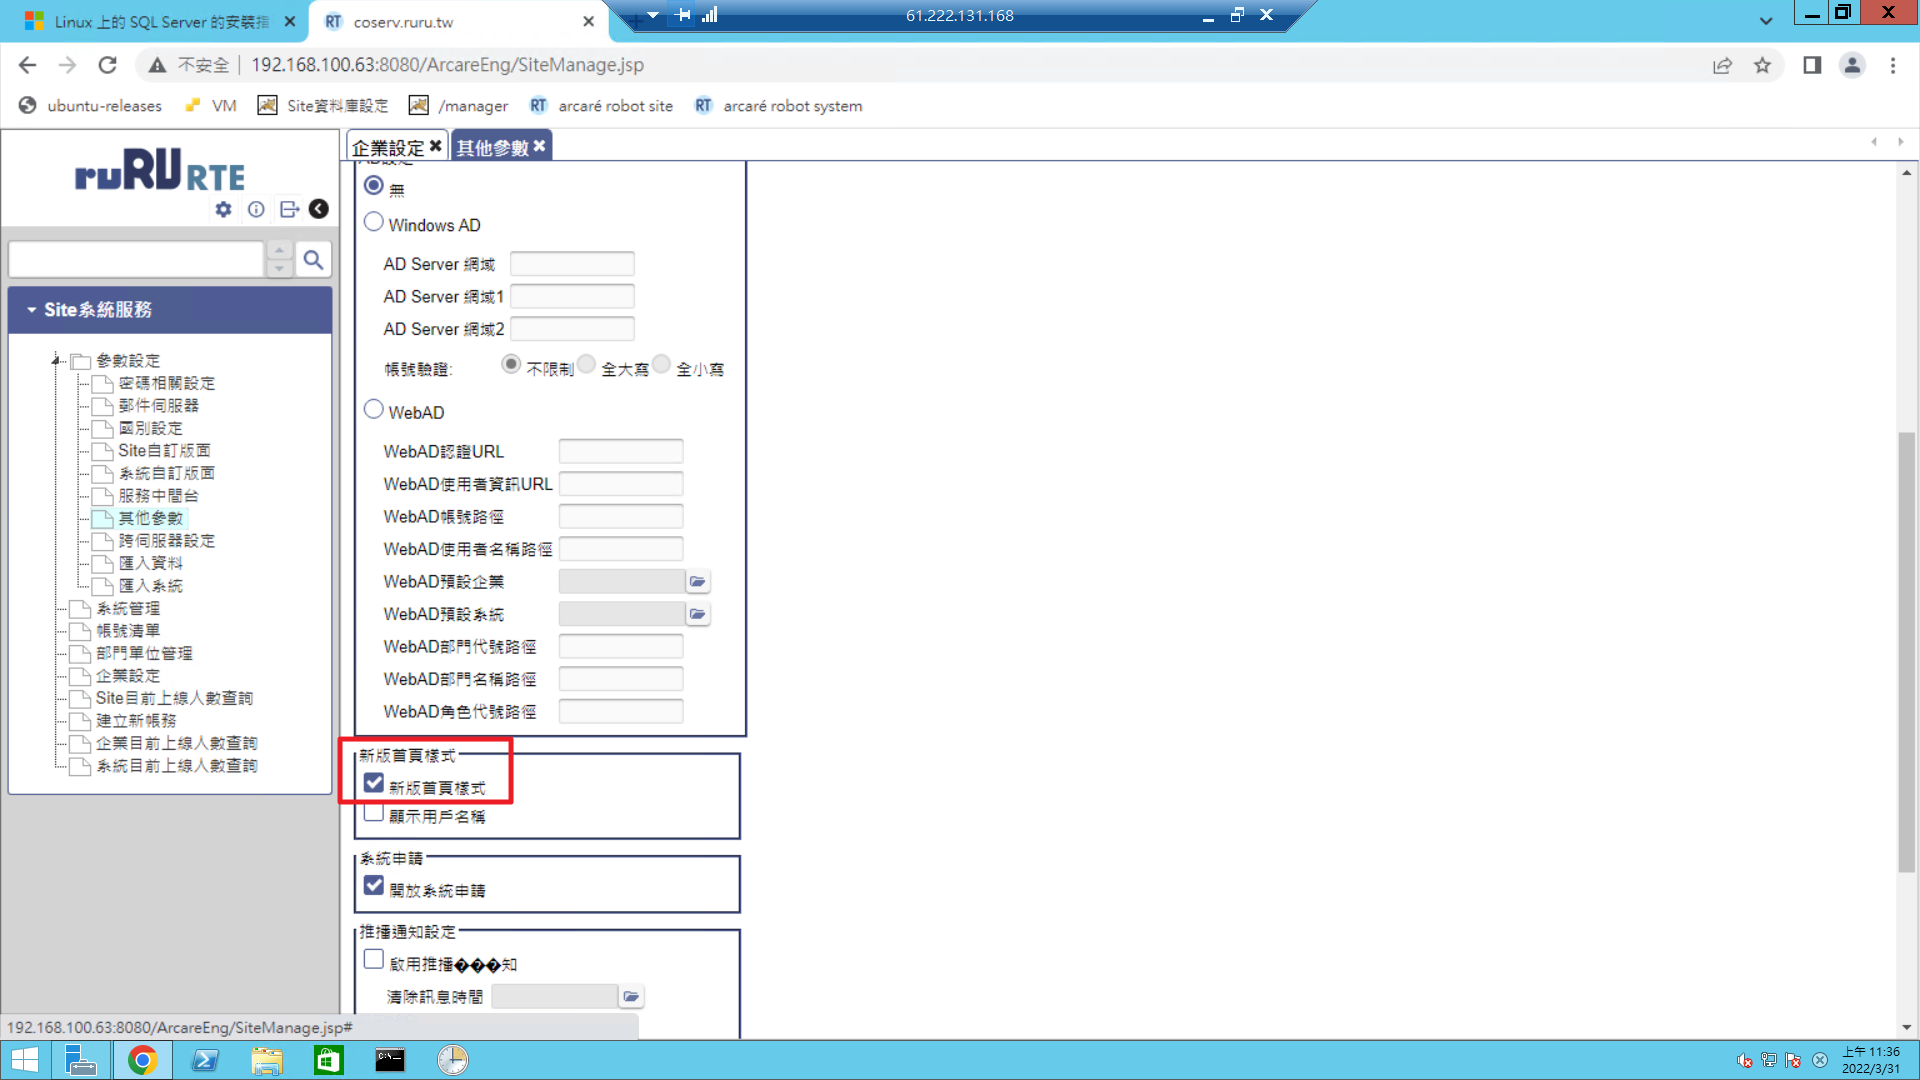 Linux 上的 SQL Server 的安裝指
coserv.ruru.tw
61.222.131.168
不安全 192.168.100.63:8080/ArcareEng/SiteManage.jsp
ubuntu-releases VM Site資料庫設定 /manager RT arcaré robot site RT arcaré robot system
ruRU RTE
企業設定 其他參數
Site系統服務
參數設定
密碼相關設定
郵件伺服器
國別設定
Site自訂版面
系統自訂版面
服務中間台
其他參數
跨伺服器設定
匯入資料
匯入系統
系統管理
帳號清單
部門單位管理
企業設定
Site目前上線人數查詢
建立新帳務
企業目前上線人數查詢
系統目前上線人數查詢
AD設定
無
Windows AD
AD Server 網域
AD Server 網域1
AD Server 網域2
帳號驗證: 不限制 全大寫 全小寫
WebAD
WebAD認證URL
WebAD使用者資訊URL
WebAD帳號路徑
WebAD使用者名稱路徑
WebAD預設企業
WebAD預設系統
WebAD部門代號路徑
WebAD部門名稱路徑
WebAD角色代號路徑
新版首頁樣式
新版首頁樣式
顯示用戶名稱
系統申請
開放系統申請
推播通知設定
啟用推播���知
清除訊息時間
192.168.100.63:8080/ArcareEng/SiteManage.jsp#
上午 11:36
2022/3/31